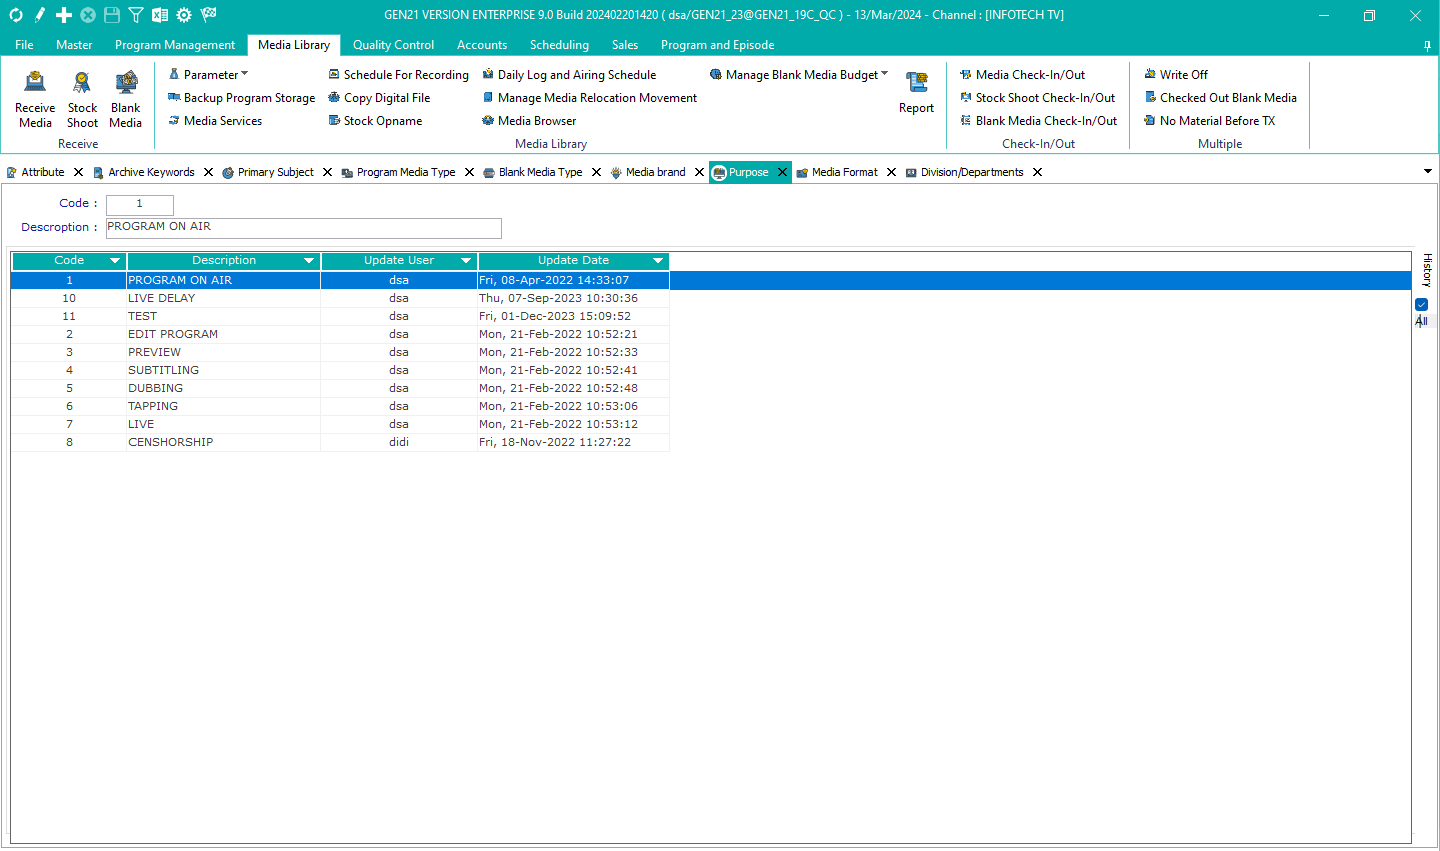 GEN21 VERSION ENTERPRISE 9.0 Build 202402201420 ( dsa/GEN21_23@GEN21_19C_QC ) - 13/Mar/2024 - Channel : [INFOTECH TV]
File Master Program Management Media Library Quality Control Accounts Scheduling Sales Program and Episode
Receive Media
Stock Shoot
Blank Media
Receive
Parameter
Backup Program Storage
Media Services
Schedule For Recording
Copy Digital File
Stock Opname
Daily Log and Airing Schedule
Manage Media Relocation Movement
Media Browser
Manage Blank Media Budget
Report
Media Library
Media Check-In/Out
Stock Shoot Check-In/Out
Blank Media Check-In/Out
Check-In/Out
Write Off
Checked Out Blank Media
No Material Before TX
Multiple
Attribute Archive Keywords Primary Subject Program Media Type Blank Media Type Media brand Purpose Media Format Division/Departments
Code : 1
Descroption : PROGRAM ON AIR
Code Description Update User Update Date
1 PROGRAM ON AIR dsa Fri, 08-Apr-2022 14:33:07
10 LIVE DELAY dsa Thu, 07-Sep-2023 10:30:36
11 TEST dsa Fri, 01-Dec-2023 15:09:52
2 EDIT PROGRAM dsa Mon, 21-Feb-2022 10:52:21
3 PREVIEW dsa Mon, 21-Feb-2022 10:52:33
4 SUBTITLING dsa Mon, 21-Feb-2022 10:52:41
5 DUBBING dsa Mon, 21-Feb-2022 10:52:48
6 TAPPING dsa Mon, 21-Feb-2022 10:53:06
7 LIVE dsa Mon, 21-Feb-2022 10:53:12
8 CENSHORSHIP didi Fri, 18-Nov-2022 11:27:22
History
All